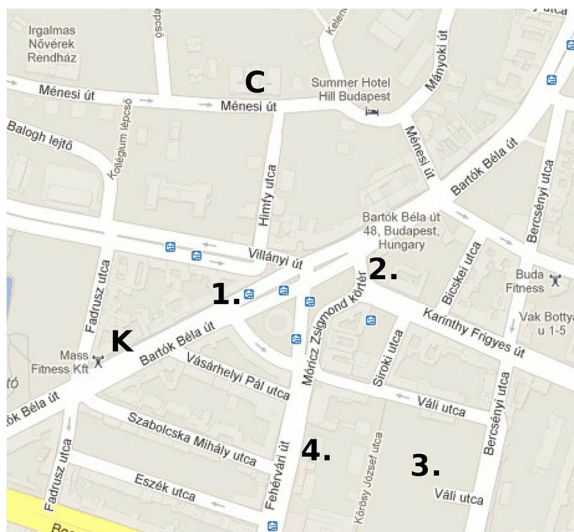 Irgalmas
Nővérek
Rendház
lépcső
Mányoki út
C
Summer Hotel
Hill Budapest
Ménesi út
Ménesi út
Ménesi út
Balogh lejtő
Kollégium lépcső
Himfy utca
Bartók Béla út
Bercsényi utca
Bartók Béla út
48, Budapest,
Hungary
Villányi út
2.
Bicskei utca
Buda
Fitness
1.
Fadrusz utca
Móricz Zsigmond körtér
Karinthy Frigyes út
Vak Bottya
u 1-5
K
Mass
Fitness Kft
Bartók Béla út
Vásárhelyi Pál utca
Siroki utca
Váli utca
Bercsényi utca
Béla út
Szabolcska Mihály utca
Fadrusz utca
Fehérvári út
4.
Kőrösy József utca
3.
Eszék utca
Váli utca